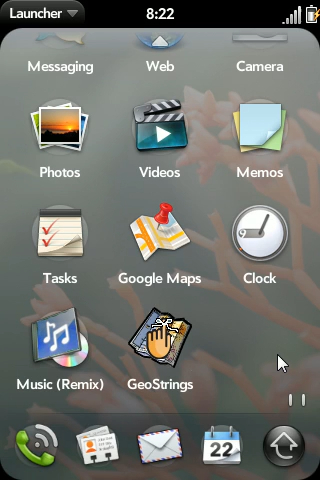 Launcher 8:22
Messaging Web Camera
Photos Videos Memos
Tasks Google Maps Clock
Music (Remix) GeoStrings
22